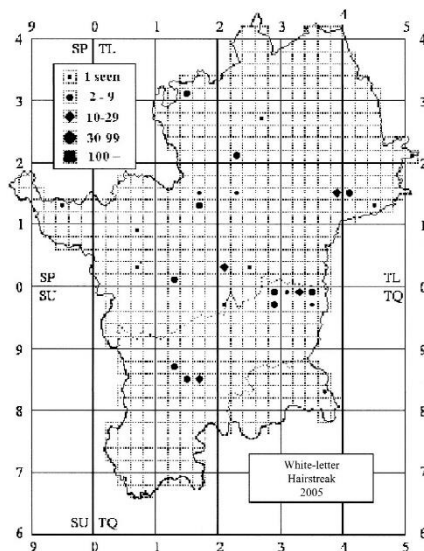 9 0 1 2 3 4 5
4 SP TL 4
1 seen
2 - 9
3 10-29 3
30-99
100 –
2 2
1 1
0 SP TL 0
SU TQ
9 9
8 8
7 White-letter
Hairstreak 7
2005
6 SU TQ 6
9 0 1 2 3 4 5